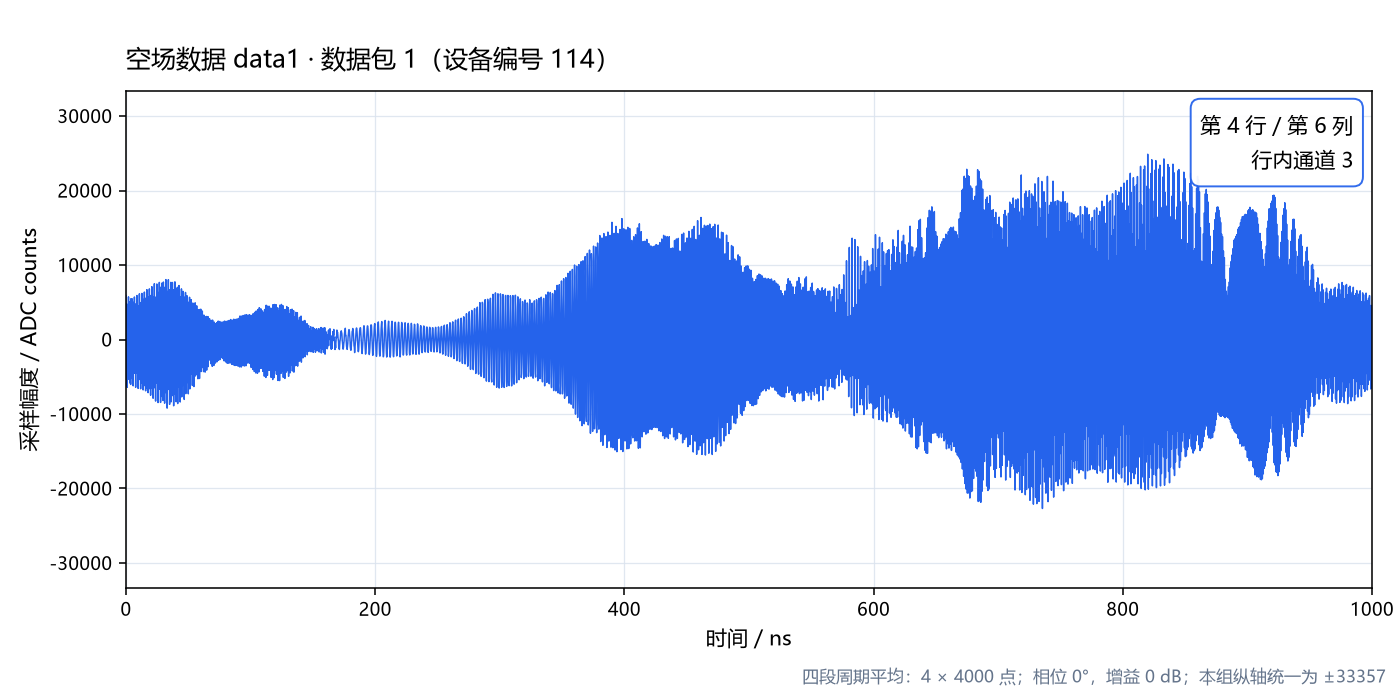 空场数据 data1 · 数据包 1（设备编号 114）
第 4 行 / 第 6 列
行内通道 3
采样幅度 / ADC counts
30000
20000
10000
0
-10000
-20000
-30000
0 200 400 600 800 1000
时间 / ns
四段周期平均：4 × 4000 点；相位 0°，增益 0 dB；本组纵轴统一为 ±33357